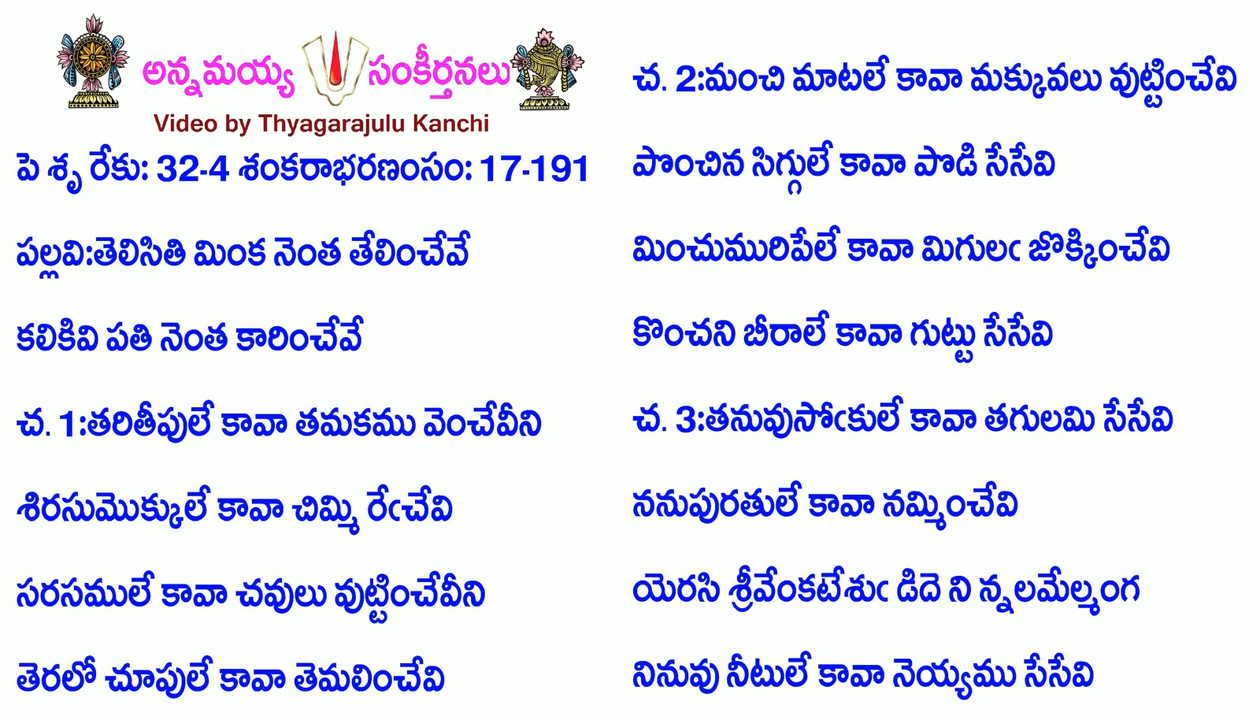 అన్నమయ్య సంకీర్తనలు
Video by Thyagarajulu Kanchi
పె శృ రేకు: 32-4 శంకరాభరణంసం: 17-191
పల్లవి:తెలిసితి మింక నెంత తేలించేవే
కలికివి పతి నెంత కారించేవే
చ. 1:తరితీపులే కావా తమకము వెంచేవీని
శిరసుమొక్కులే కావా చిమ్మి రేఁచేవి
సరసములే కావా చవులు వుట్టించేవీని
తెరలో చూపులే కావా తెమలించేవి
చ. 2:మంచి మాటలే కావా మక్కువలు వుట్టించేవి
పొంచిన సిగ్గులే కావా పొడి సేసేవి
మించుమురిపేలే కావా మిగులఁ జొక్కించేవి
కొంచని బీరాలే కావా గుట్టు సేసేవి
చ. 3:తనువుసోఁకులే కావా తగులమి సేసేవి
ననుపురతులే కావా నమ్మించేవి
యెరసి శ్రీవేంకటేశుఁ డిదె ని న్నలమేల్మంగ
నినువు నీటులే కావా నెయ్యము సేసేవి